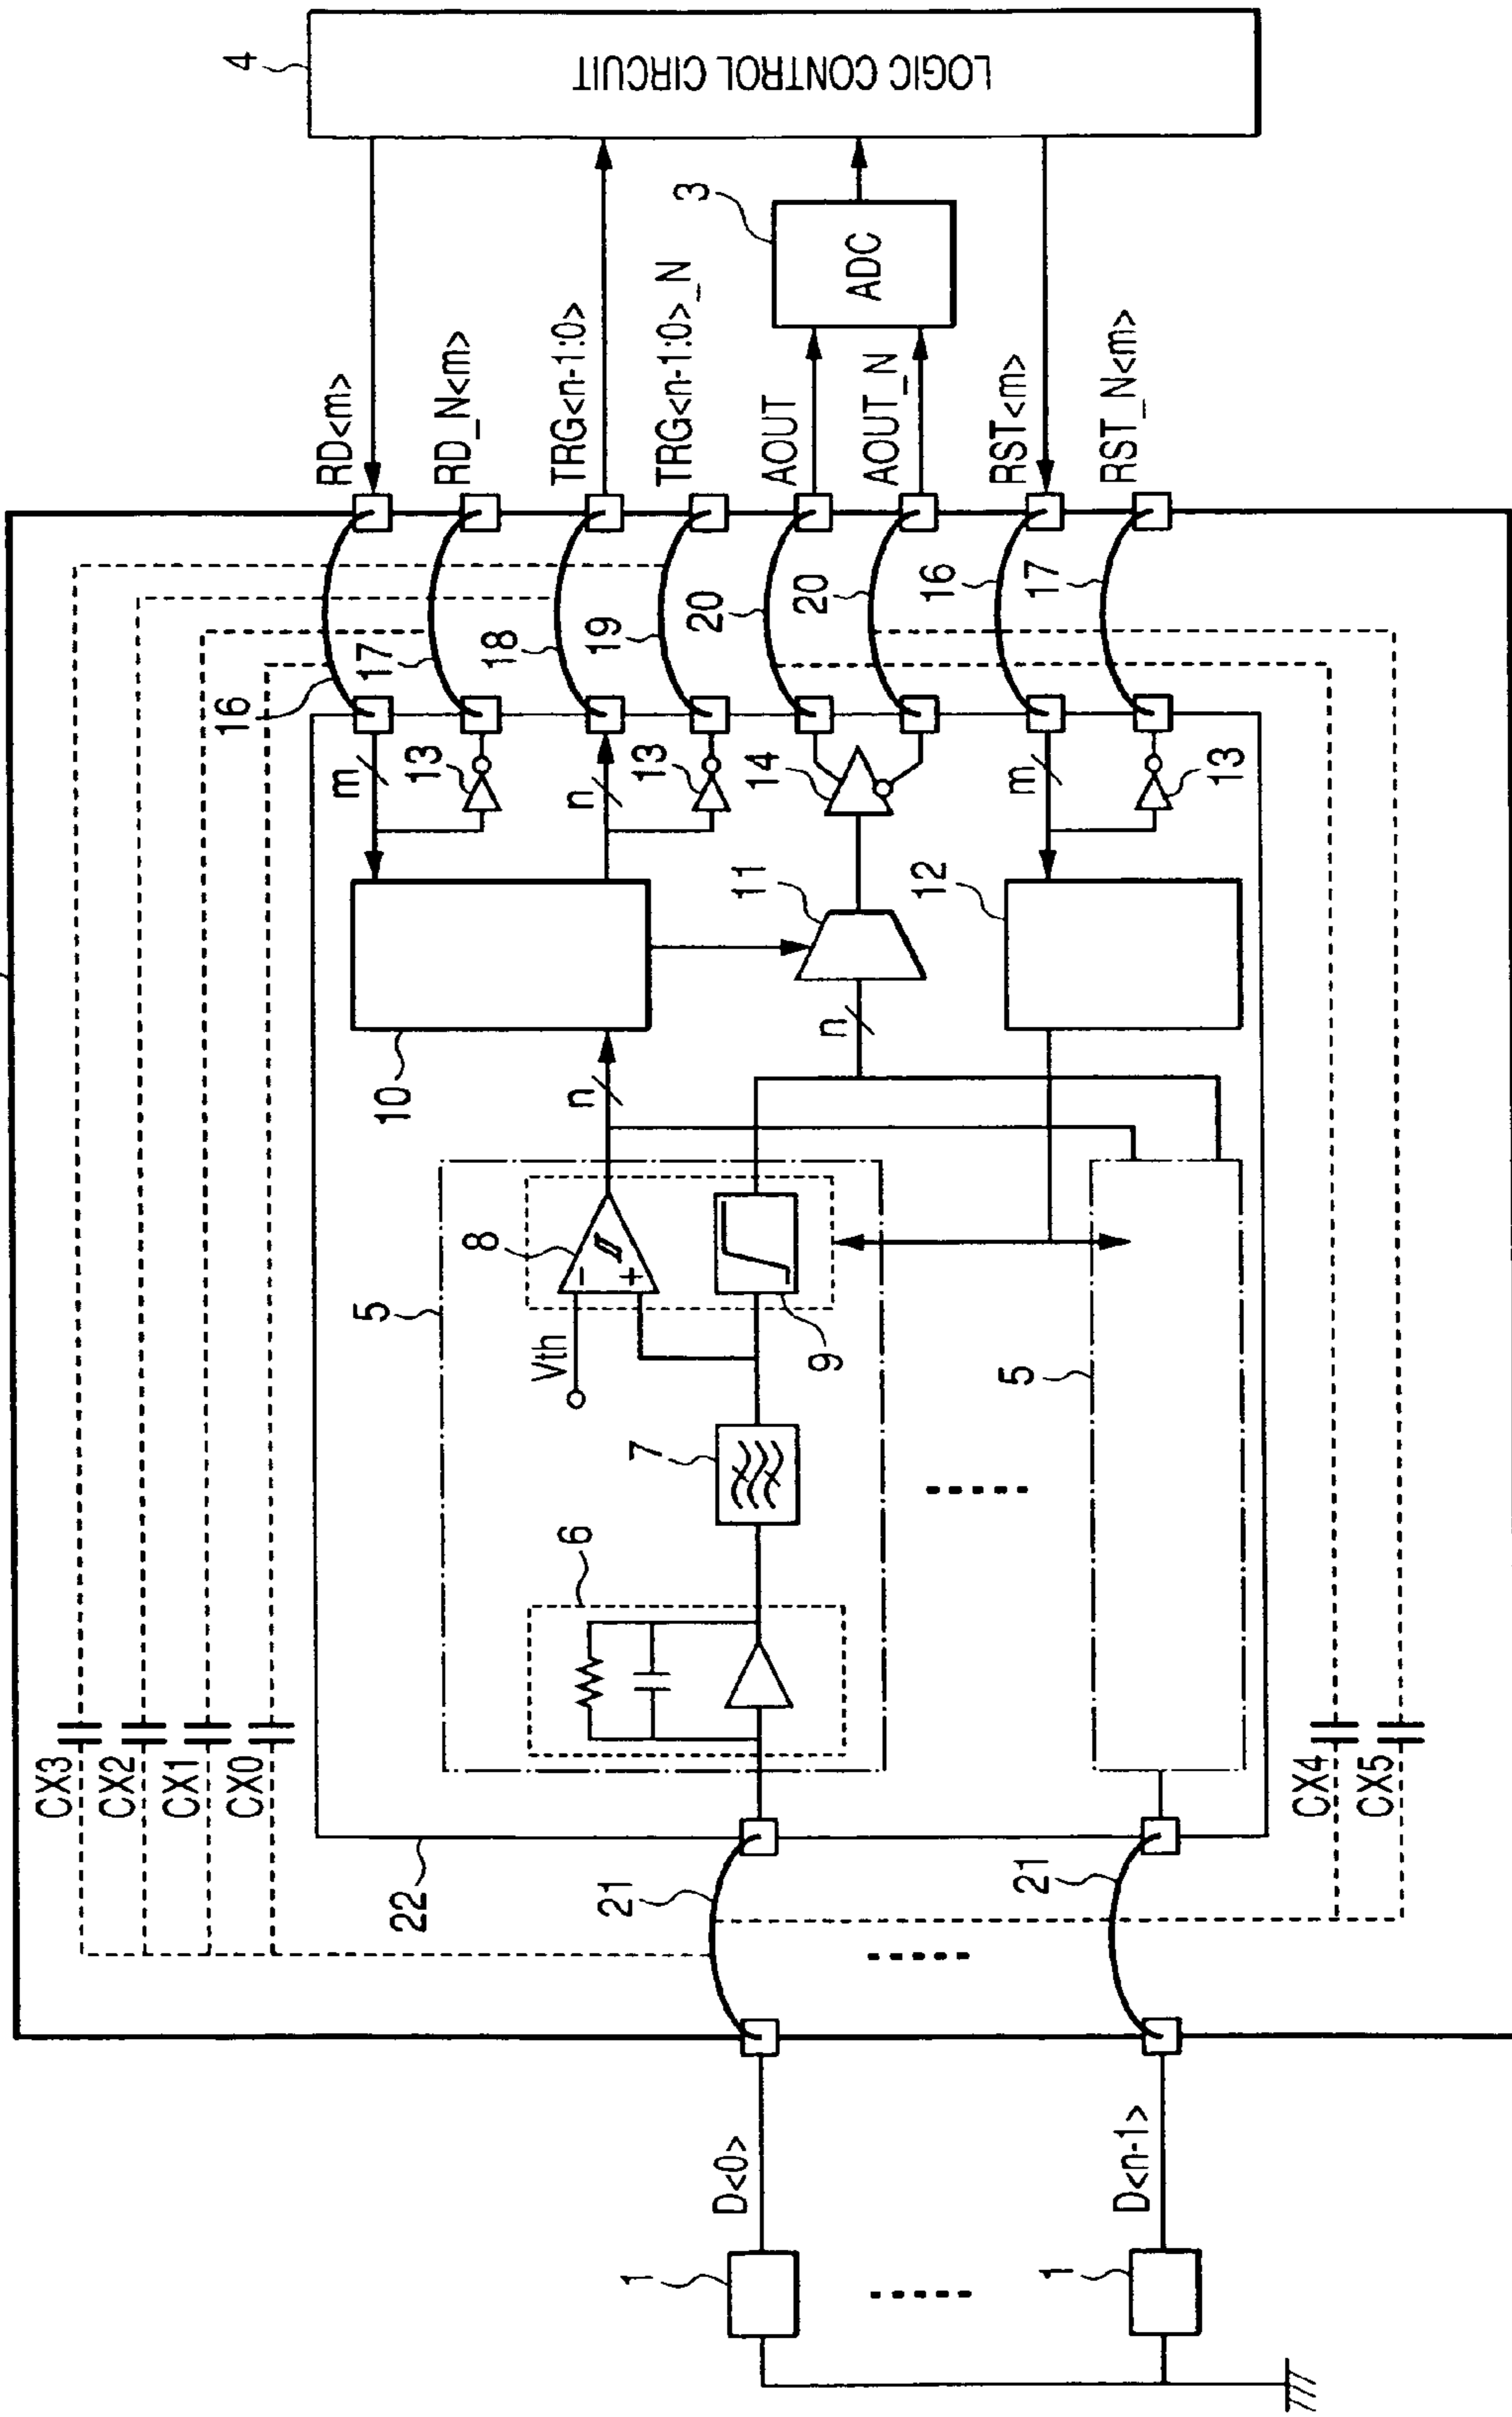 4
LOGIC CONTROL CIRCUIT
3
ADC
RD<m>
RD_N<m>
TRG<n-1:0>
TRG<n-1:0>_N
AOUT
AOUT_N
RST<m>
RST_N<m>
16
17
18
19
20
20
16
17
m
13
n
13
14
m
13
10
11
12
n
n
5
8
- +
Vth
9
7
5
6
CX3
CX2
CX1
CX0
CX4
CX5
22
21
21
D<0>
D<n-1>
1
1